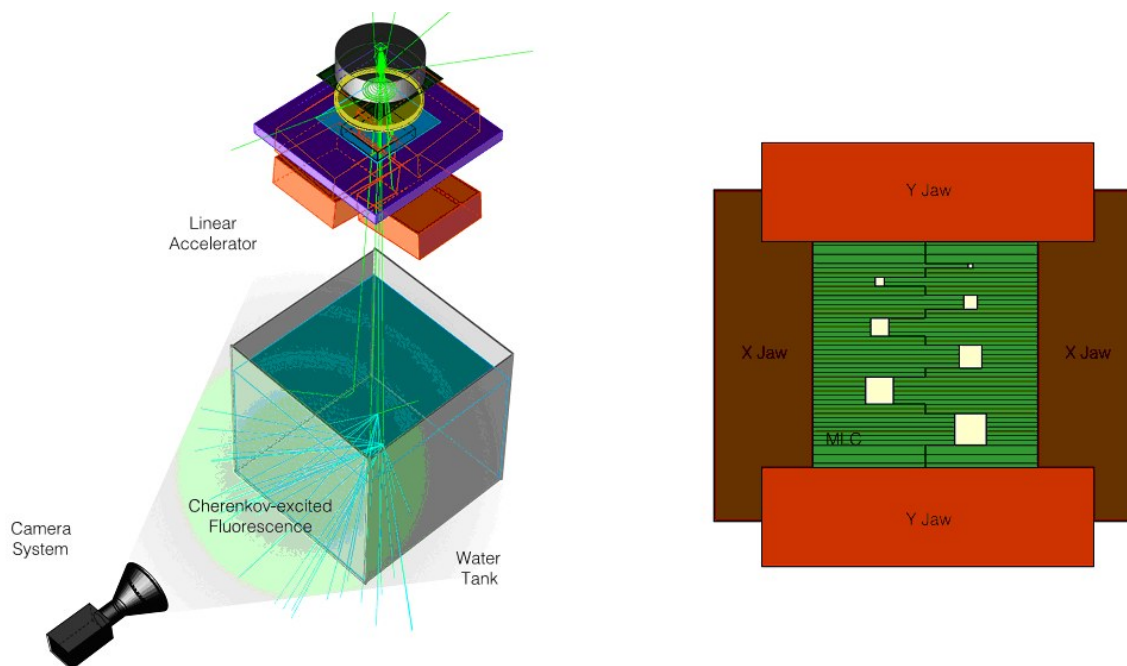 Linear
Accelerator
Cherenkov-excited
Fluorescence
Camera
System
Water
Tank
Y Jaw
X Jaw
X Jaw
MLC
Y Jaw